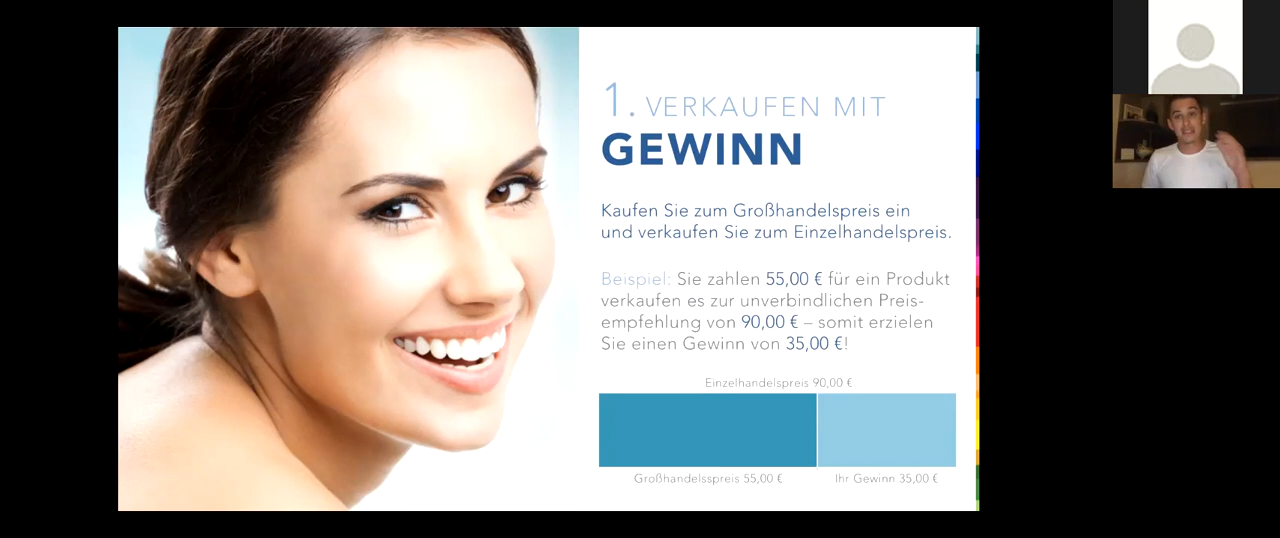 1. VERKAUFEN MIT
GEWINN
Kaufen Sie zum Großhandelspreis ein
und verkaufen Sie zum Einzelhandelspreis.
Beispiel: Sie zahlen 55,00 € für ein Produkt
verkaufen es zur unverbindlichen Preis-
empfehlung von 90,00 € – somit erzielen
Sie einen Gewinn von 35,00 €!
Einzelhandelspreis 90,00 €
Großhandelsspreis 55,00 €
Ihr Gewinn 35,00 €